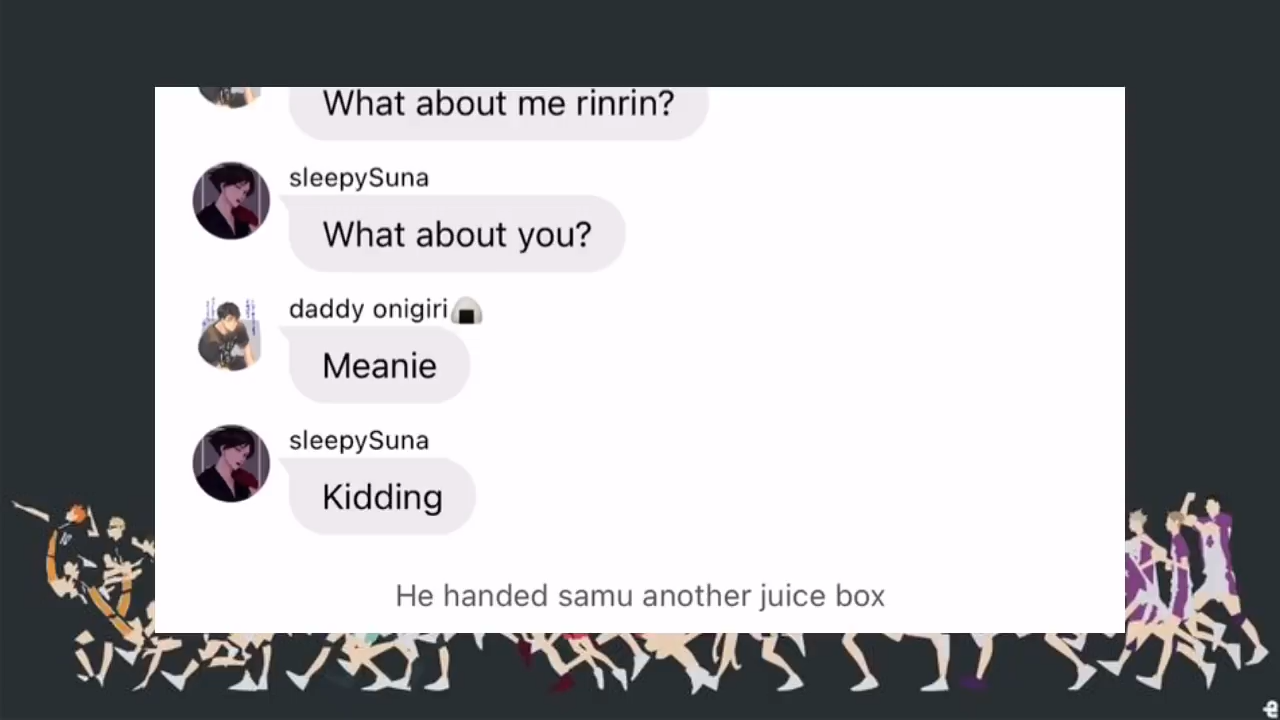 What about me rinrin?
sleepySuna
What about you?
daddy onigiri🍙
Meanie
sleepySuna
Kidding
He handed samu another juice box